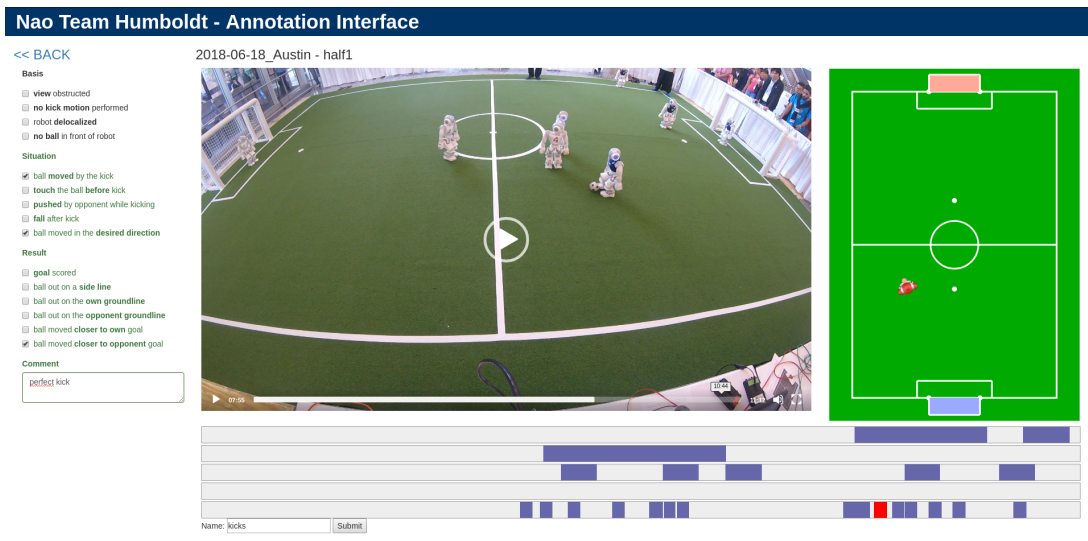 Nao Team Humboldt - Annotation Interface
<< BACK
2018-06-18_Austin - half1
Basis
view obstructed
no kick motion performed
robot delocalized
no ball in front of robot
Situation
ball moved by the kick
touch the ball before kick
pushed by opponent while kicking
fall after kick
ball moved in the desired direction
Result
goal scored
ball out on a side line
ball out on the own groundline
ball out on the opponent groundline
ball moved closer to own goal
ball moved closer to opponent goal
Comment
perfect kick
10:44
07:55
Name: kicks Submit